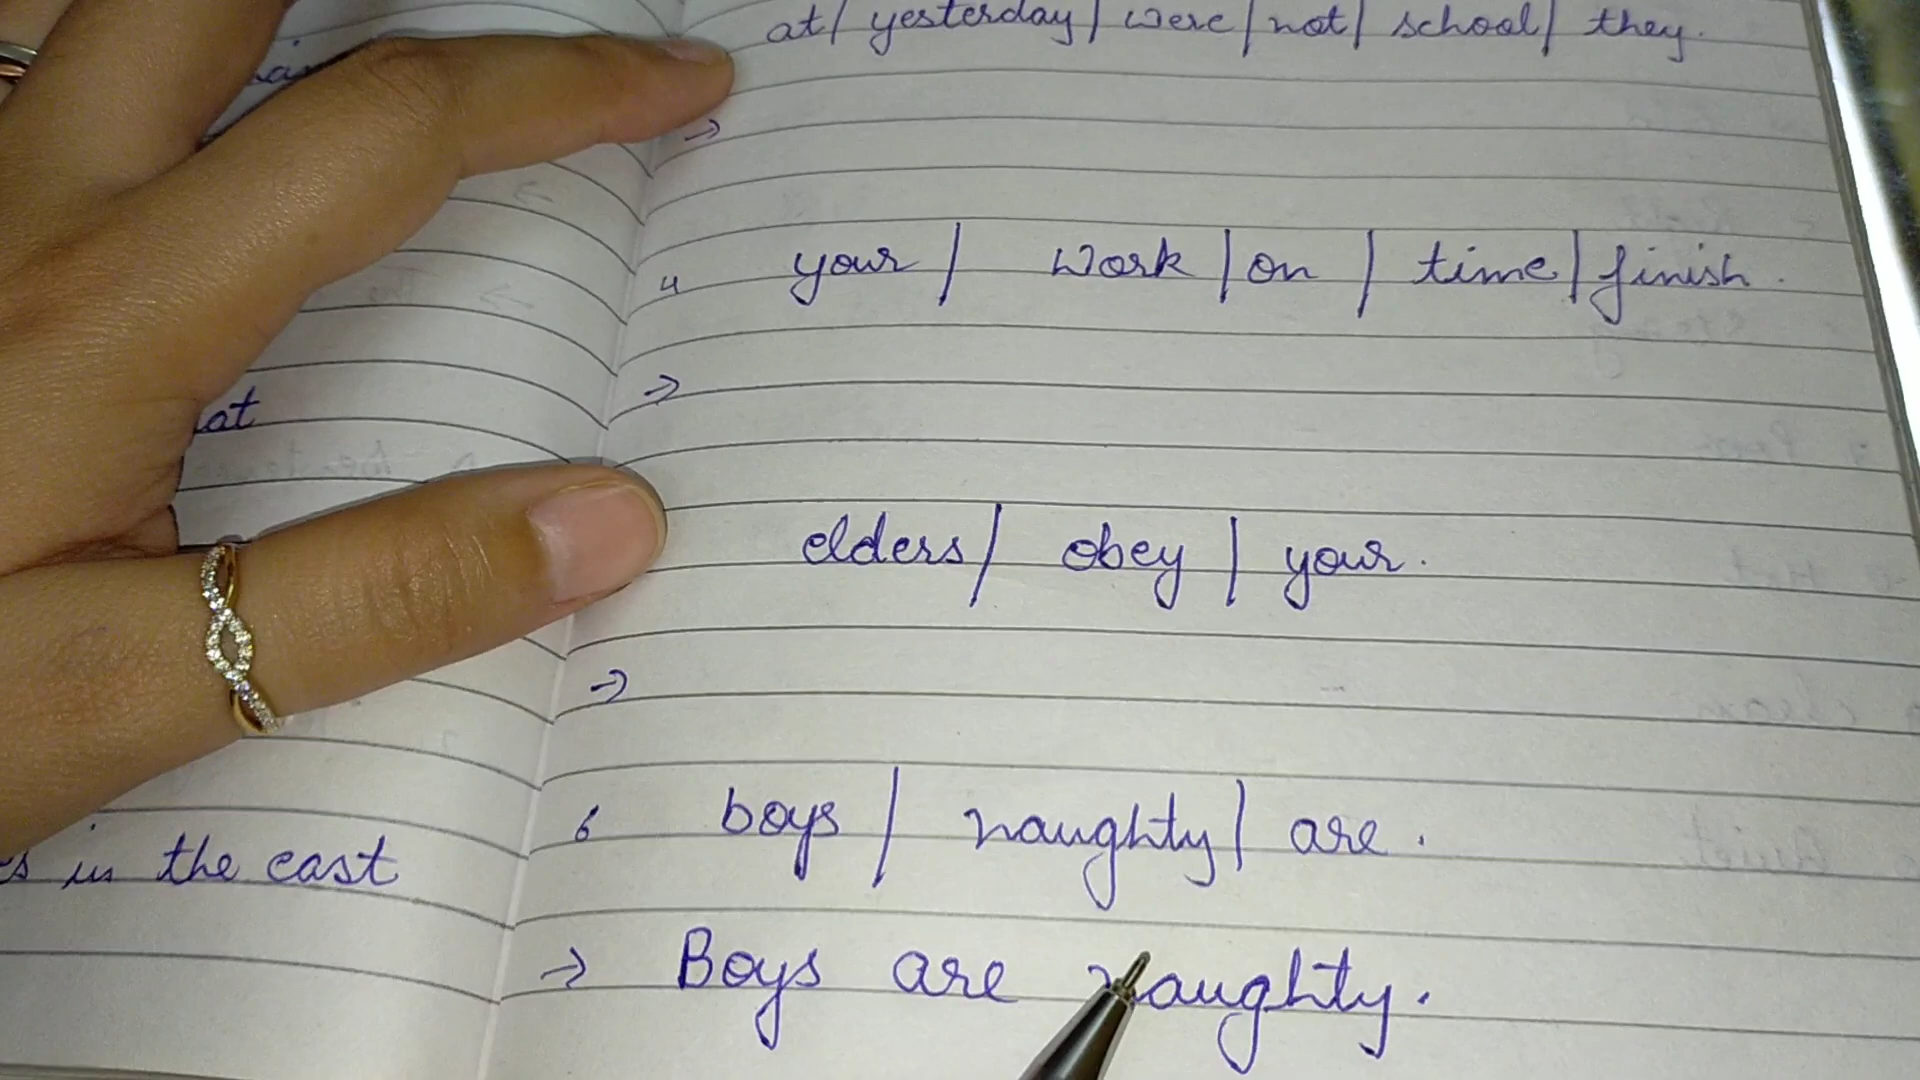 at
s in the east
at/ yesterday/ were/ not/ school/ they.
→
4 your/ work/ on/ time/ finish.
→
elders/ obey/ your.
→
6 boys/ naughty/ are.
→ Boys are naughty.